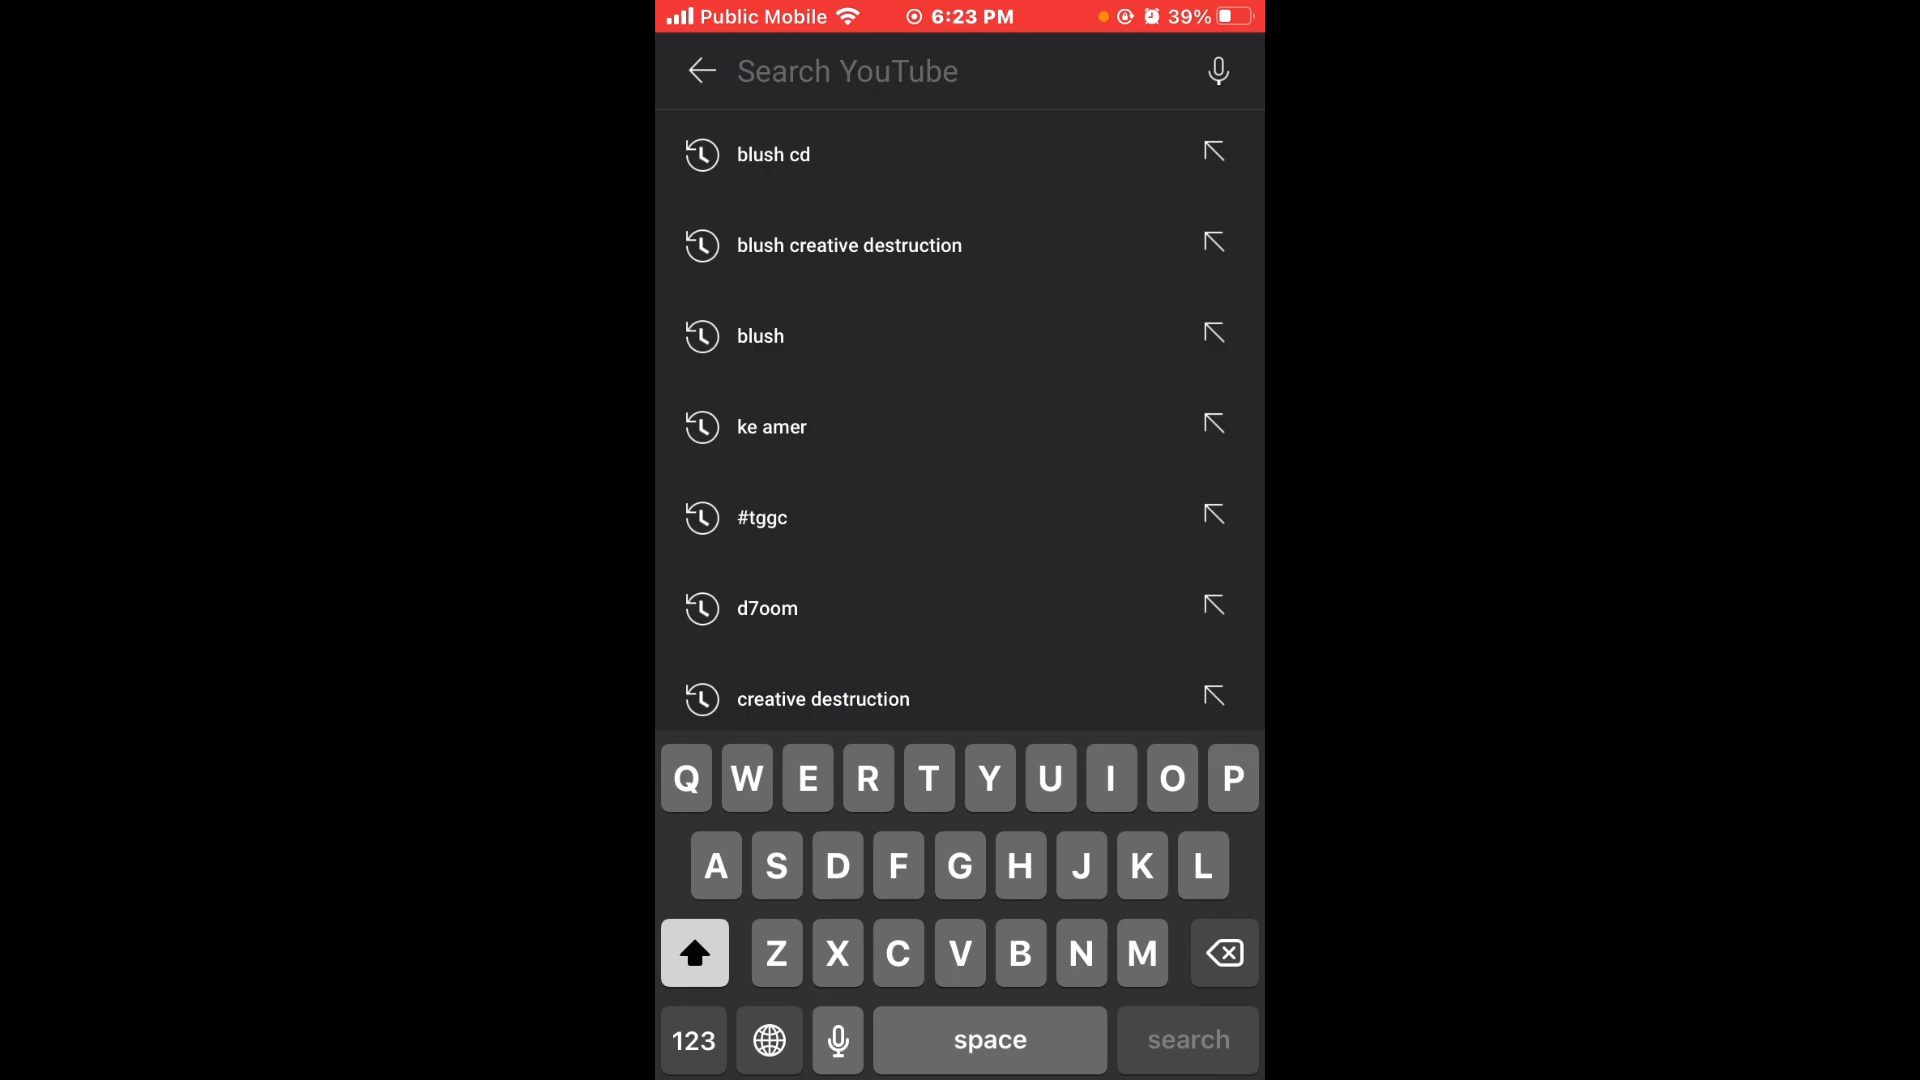 Public Mobile 6:23 PM 39%
Search YouTube
blush cd
blush creative destruction
blush
ke amer
#tggc
d7oom
creative destruction
Q W E R T Y U I O P
A S D F G H J K L
Z X C V B N M
123 space search